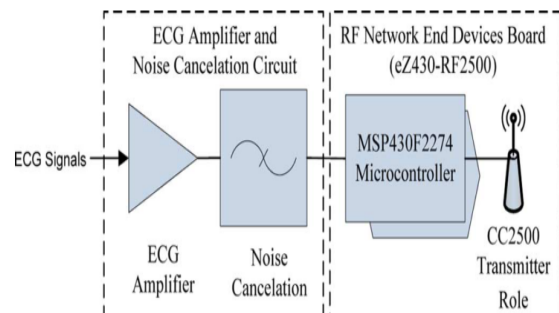 ECG Amplifier and
Noise Cancelation Circuit
RF Network End Devices Board
(eZ430-RF2500)
ECG Signals
MSP430F2274
Microcontroller
ECG
Amplifier
Noise
Cancelation
CC2500
Transmitter
Role